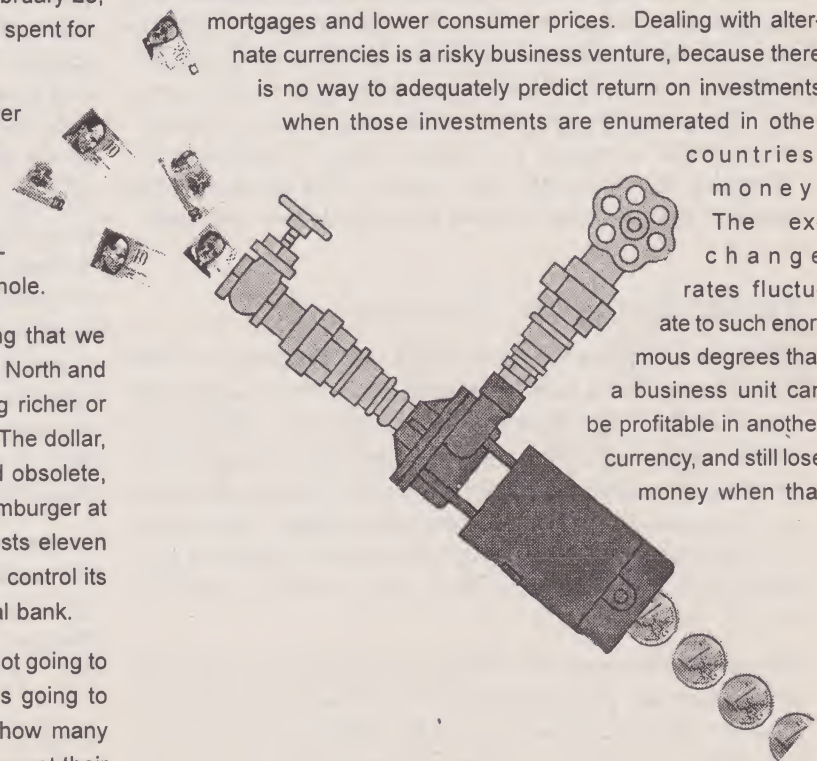 bruary 28,
spent for
er
-
hole.
ng that we
North and
g richer or
The dollar,
d obsolete,
mburger at
sts eleven
control its
al bank.
ot going to
s going to
how many
mortgages and lower consumer prices. Dealing with alter-
nate currencies is a risky business venture, because there
is no way to adequately predict return on investments
when those investments are enumerated in othe
countries
money
The ex
change
rates fluctu
ate to such enor
mous degrees tha
a business unit can
be profitable in anothe
currency, and still lose
money when tha